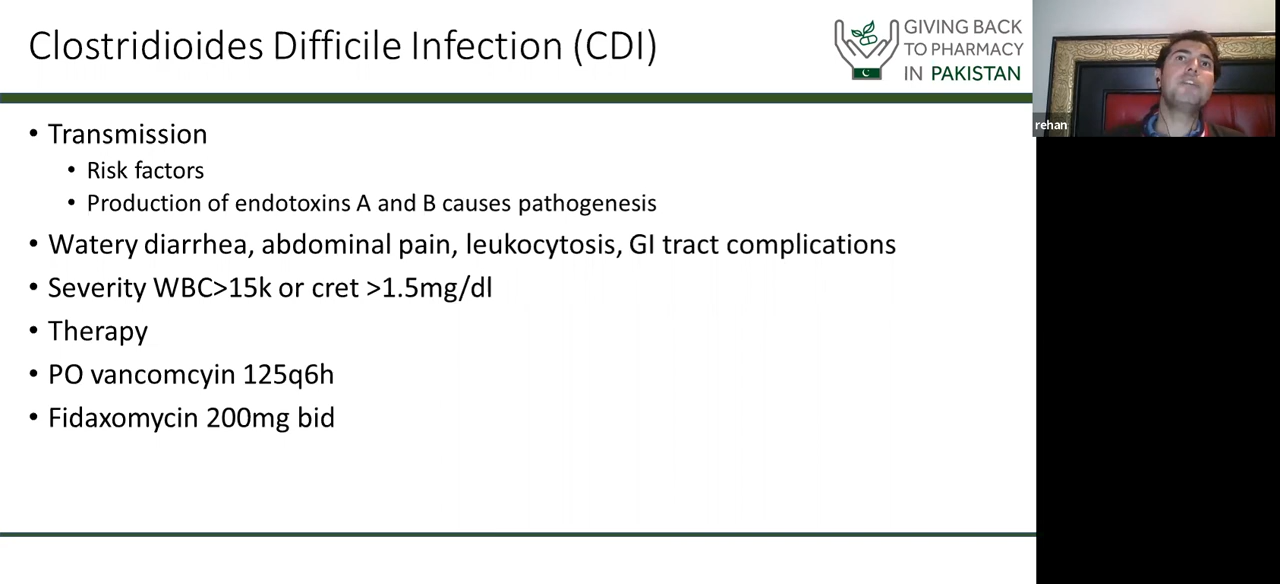 Clostridioides Difficile Infection (CDI)
GIVING BACK
TO PHARMACY
IN PAKISTAN
rehan
• Transmission
• Risk factors
• Production of endotoxins A and B causes pathogenesis
• Watery diarrhea, abdominal pain, leukocytosis, GI tract complications
• Severity WBC>15k or cret >1.5mg/dl
• Therapy
• PO vancomcyin 125q6h
• Fidaxomycin 200mg bid